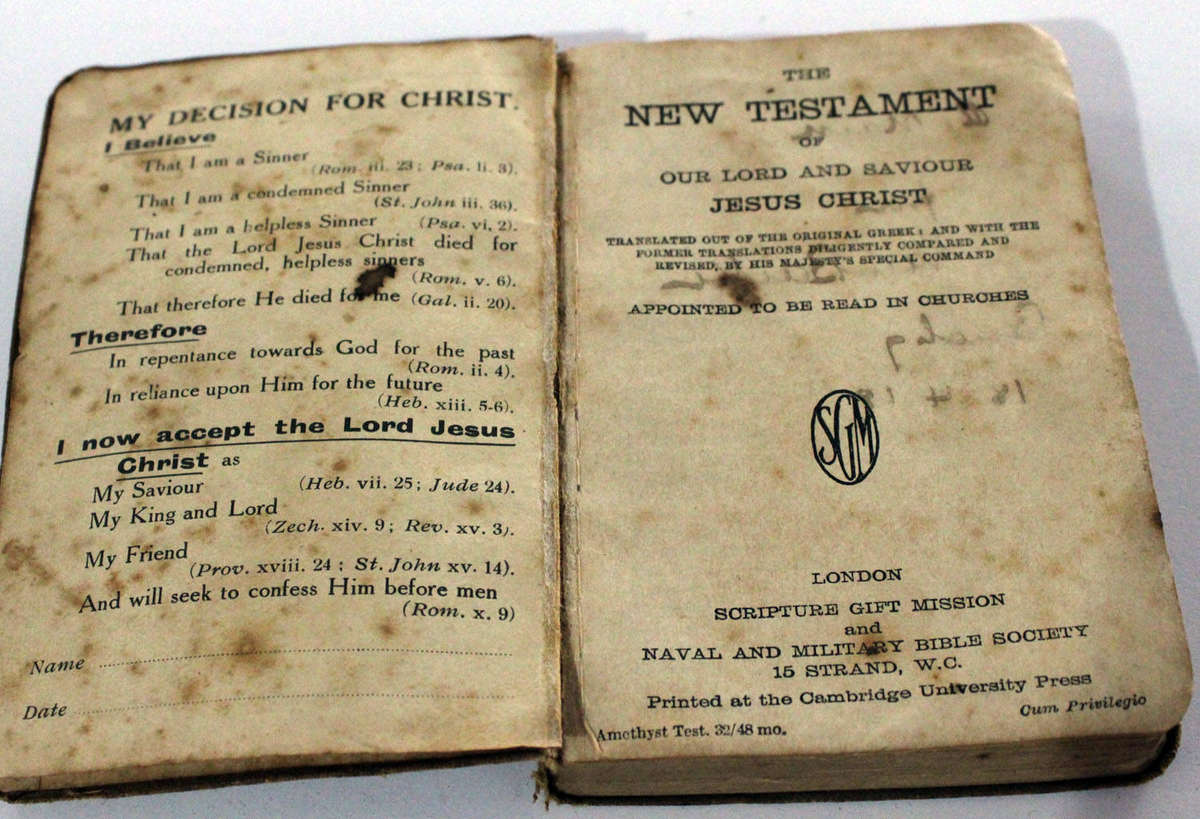 MY DECISION FOR CHRIST.
I Believe
That I am a Sinner
(Rom iii. 23; Psa. li. 3).
That I am a condemned Sinner
(St. John iii. 36).
That I am a helpless Sinner (Psa. vi. 2).
That the Lord Jesus Christ died for
condemned, helpless sinners
(Rom. v. 6).
That therefore He died for me (Gal. ii. 20).
Therefore
In repentance towards God for the past
(Rom. ii. 4).
In reliance upon Him for the future
(Heb. xiii. 5-6).
I now accept the Lord Jesus
Christ as
My Saviour (Heb. vii. 25; Jude 24).
My King and Lord
(Zech. xiv. 9; Rev. xv. 3).
My Friend
(Prov. xviii. 24; St. John xv. 14).
And will seek to confess Him before men
(Rom. x. 9)
Name
Date
THE
NEW TESTAMENT
OF
OUR LORD AND SAVIOUR
JESUS CHRIST
TRANSLATED OUT OF THE ORIGINAL GREEK: AND WITH THE
FORMER TRANSLATIONS DILIGENTLY COMPARED AND
REVISED, BY HIS MAJESTY'S SPECIAL COMMAND
APPOINTED TO BE READ IN CHURCHES
SGM
LONDON
SCRIPTURE GIFT MISSION
and
NAVAL AND MILITARY BIBLE SOCIETY
15 STRAND, W.C.
Printed at the Cambridge University Press
Cum Privilegio
Amethyst Test. 32/48 mo.